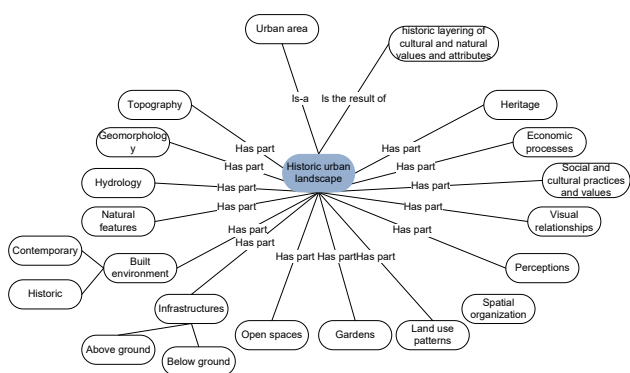 Urban area
historic layering of
cultural and natural
values and attributes
Is-a
Is the result of
Topography
Heritage
Geomorpholog
y
Economic
processes
Has part
Has part
Has part
Has part
Historic urban
landscape
Social and
cultural practices
and values
Hydrology
Has part
Has part
Natural
features
Has part
Has part
Visual
relationships
Has part
Has part
Has part
Contemporary
Built
environment
Has part
Has part
Has part
Perceptions
Historic
Infrastructures
Spatial
organization
Open spaces
Gardens
Land use
patterns
Above ground
Below ground